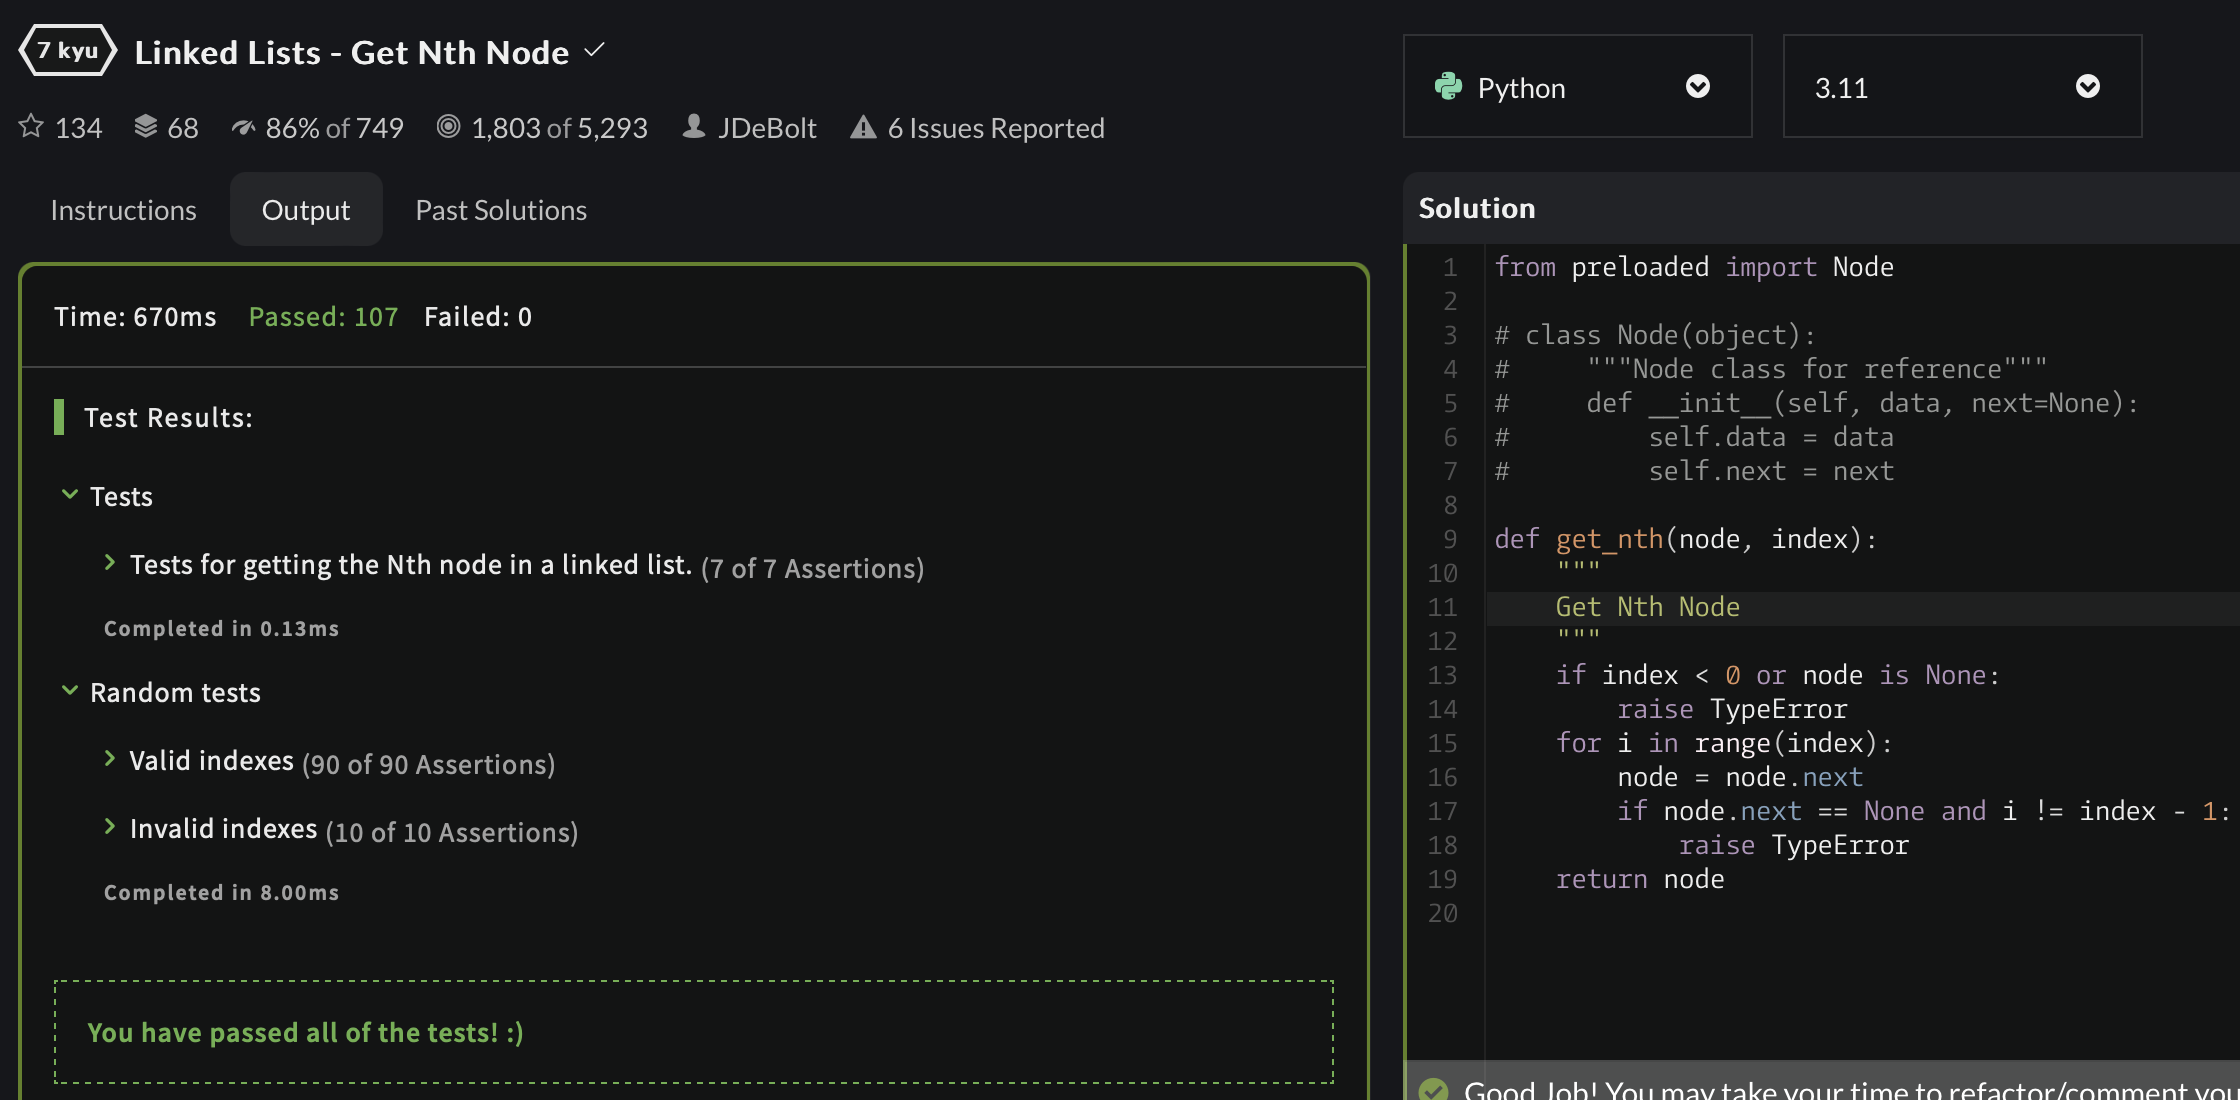 7 kyu Linked Lists - Get Nth Node
134 68 86% of 749 1,803 of 5,293 JDeBolt 6 Issues Reported
Instructions Output Past Solutions
Time: 670ms Passed: 107 Failed: 0
Test Results:
Tests
Tests for getting the Nth node in a linked list. (7 of 7 Assertions)
Completed in 0.13ms
Random tests
Valid indexes (90 of 90 Assertions)
Invalid indexes (10 of 10 Assertions)
Completed in 8.00ms
You have passed all of the tests! :)
Python 3.11
Solution
1 from preloaded import Node
2
3 # class Node(object):
4 #     """Node class for reference"""
5 #     def __init__(self, data, next=None):
6 #         self.data = data
7 #         self.next = next
8
9 def get_nth(node, index):
10     """
11     Get Nth Node
12     """
13     if index < 0 or node is None:
14         raise TypeError
15     for i in range(index):
16         node = node.next
17         if node.next == None and i != index - 1:
18             raise TypeError
19     return node
20
Good Job! You may take your time to refactor/comment you